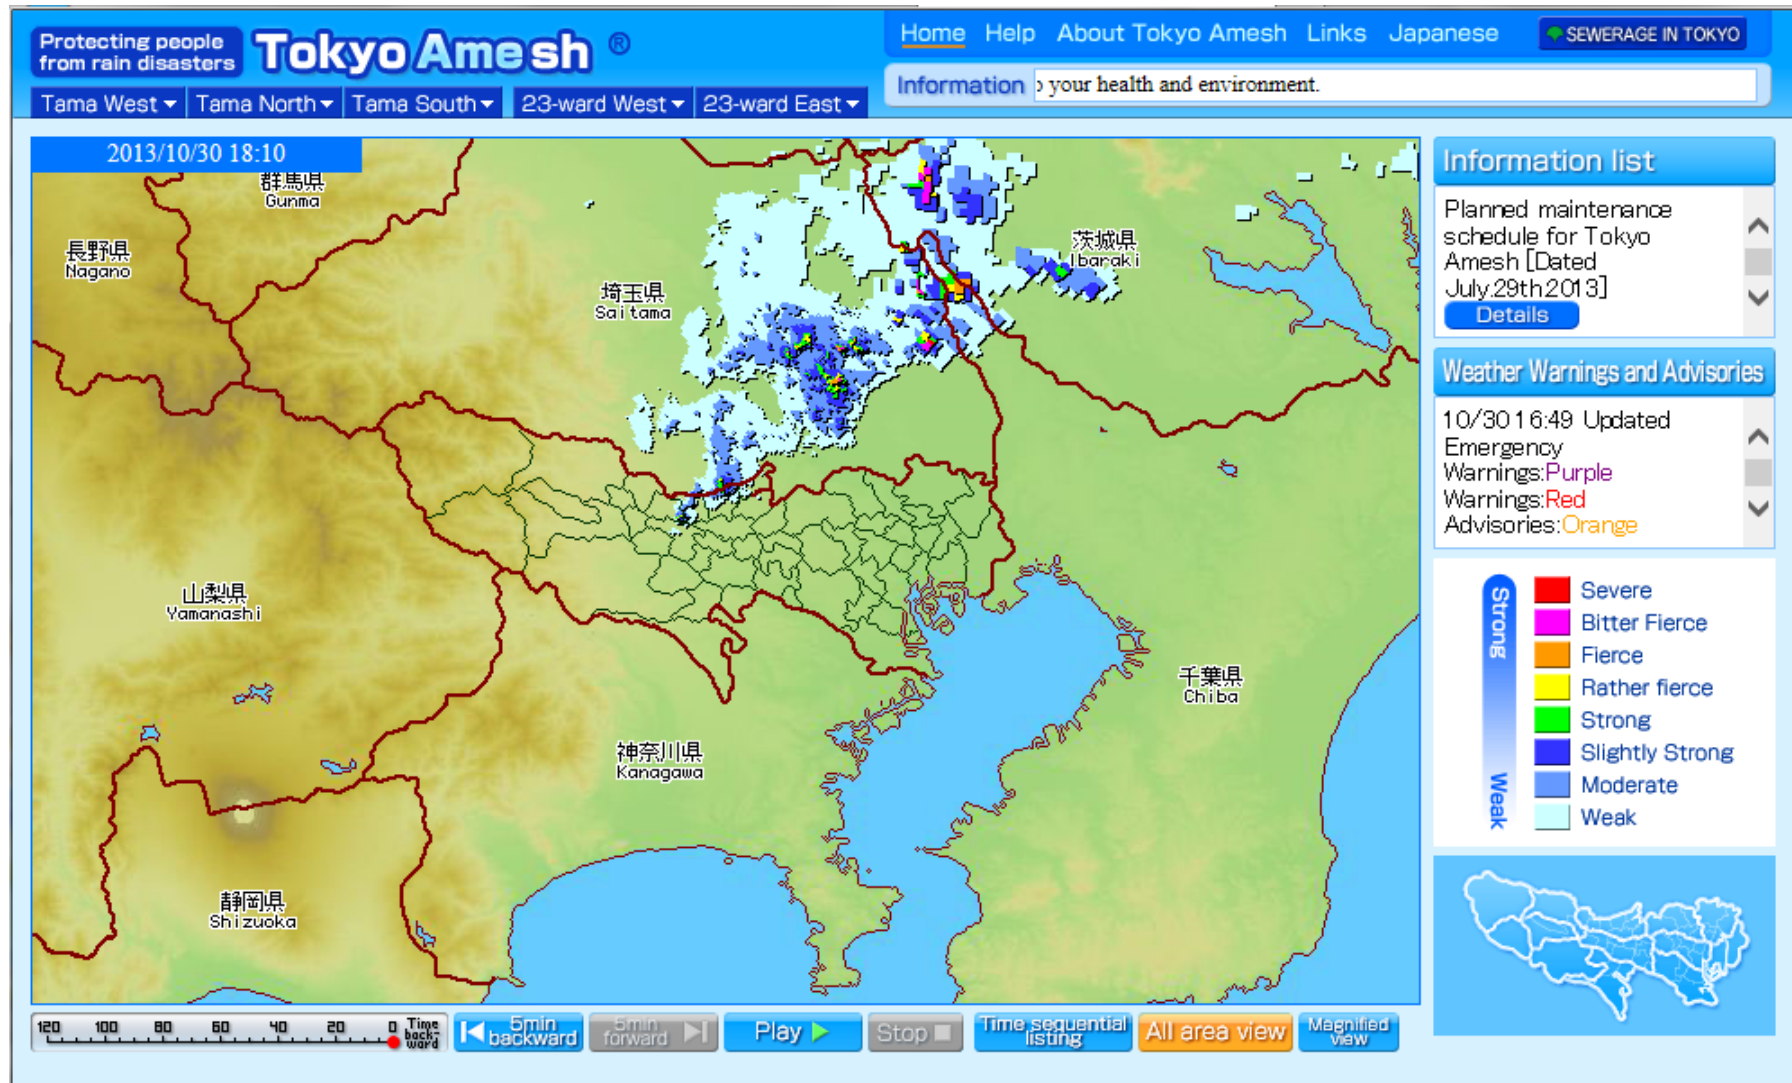 Protecting people
from rain disasters
Tokyo Amesh ®
Home Help About Tokyo Amesh Links Japanese
SEWERAGE IN TOKYO
Information
your health and environment.
Tama West
Tama North
Tama South
23-ward West
23-ward East
2013/10/30 18:10
群馬県
Gunma
長野県
Nagano
埼玉県
Saitama
茨城県
Ibaraki
山梨県
Yamanashi
千葉県
Chiba
神奈川県
Kanagawa
静岡県
Shizuoka
Information list
Planned maintenance
schedule for Tokyo
Amesh [Dated
July.29th2013]
Details
Weather Warnings and Advisories
10/30 16:49 Updated
Emergency
Warnings:Purple
Warnings:Red
Advisories:Orange
Strong
Weak
Severe
Bitter Fierce
Fierce
Rather fierce
Strong
Slightly Strong
Moderate
Weak
120 100 80 60 40 20 0
Time
back-
ward
5min
backward
5min
forward
Play
Stop
Time sequential
listing
All area view
Magnified
view